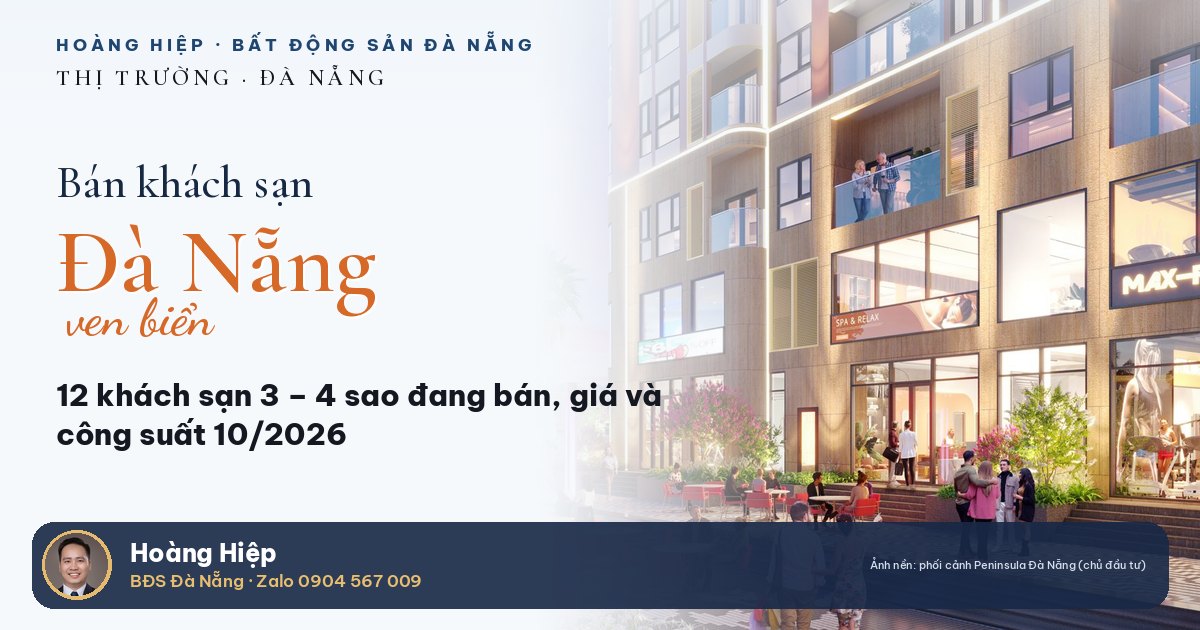 HOÀNG HIỆP · BẤT ĐỘNG SẢN ĐÀ NẴNG
THỊ TRƯỜNG · ĐÀ NẴNG
Bán khách sạn
Đà Nẵng
ven biển
12 khách sạn 3 – 4 sao đang bán, giá và
công suất 10/2026
SPA & RELAX
Hoàng Hiệp
BĐS Đà Nẵng · Zalo 0904 567 009
Ảnh nền: phối cảnh Peninsula Đà Nẵng (chủ đầu tư)